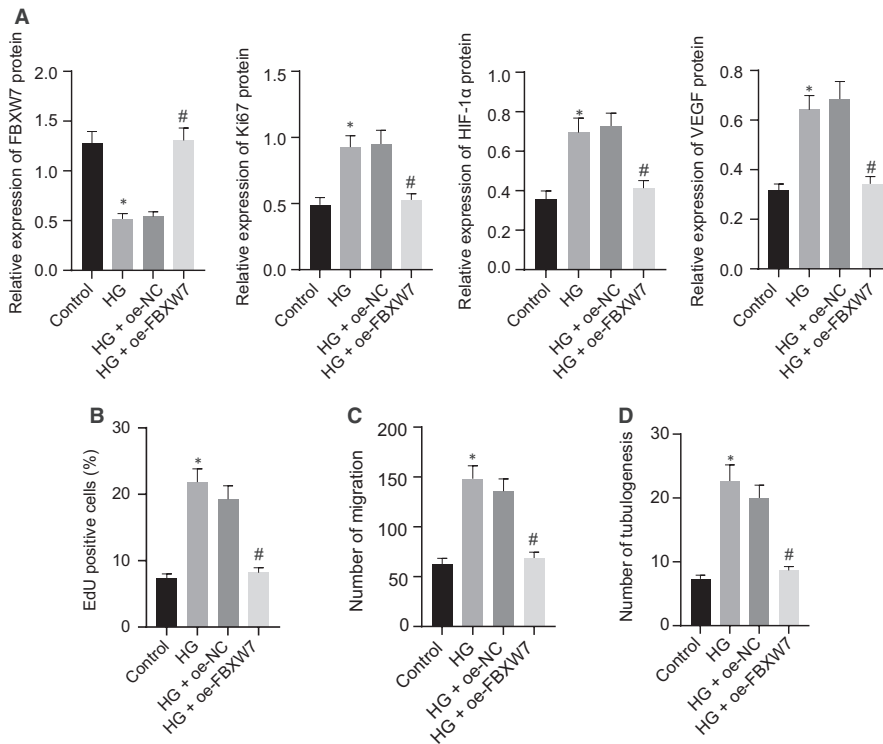 A
Relative expression of FBXW7 protein
2.0
1.5
1.0
0.5
0.0
*
#
Control
HG
HG + oe-NC
HG + oe-FBXW7
Relative expression of Ki67 protein
1.5
1.0
0.5
0.0
*
#
Control
HG
HG + oe-NC
HG + oe-FBXW7
Relative expression of HIF-1α protein
1.0
0.8
0.6
0.4
0.2
0.0
*
#
Control
HG
HG + oe-NC
HG + oe-FBXW7
Relative expression of VEGF protein
0.8
0.6
0.4
0.2
0.0
*
#
Control
HG
HG + oe-NC
HG + oe-FBXW7
B
EdU positive cells (%)
30
20
10
0
*
#
Control
HG
HG + oe-NC
HG + oe-FBXW7
C
Number of migration
200
150
100
50
0
*
#
Control
HG
HG + oe-NC
HG + oe-FBXW7
D
Number of tubulogenesis
30
20
10
0
*
#
Control
HG
HG + oe-NC
HG + oe-FBXW7